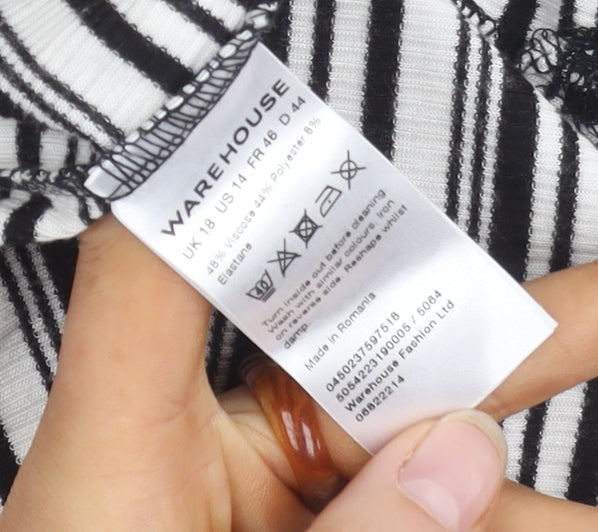 WAREHOUSE
UK 18 US 14 FR 46 D 44
48% Viscose 44% Polyester 8%
Elastane
Turn inside out before cleaning
Wash with similar colours. Iron
on reverse side. Reshape whilst
damp.
Made in Romania
0450237597518
5054223190005 / 5064
Warehouse Fashion Ltd
06822214